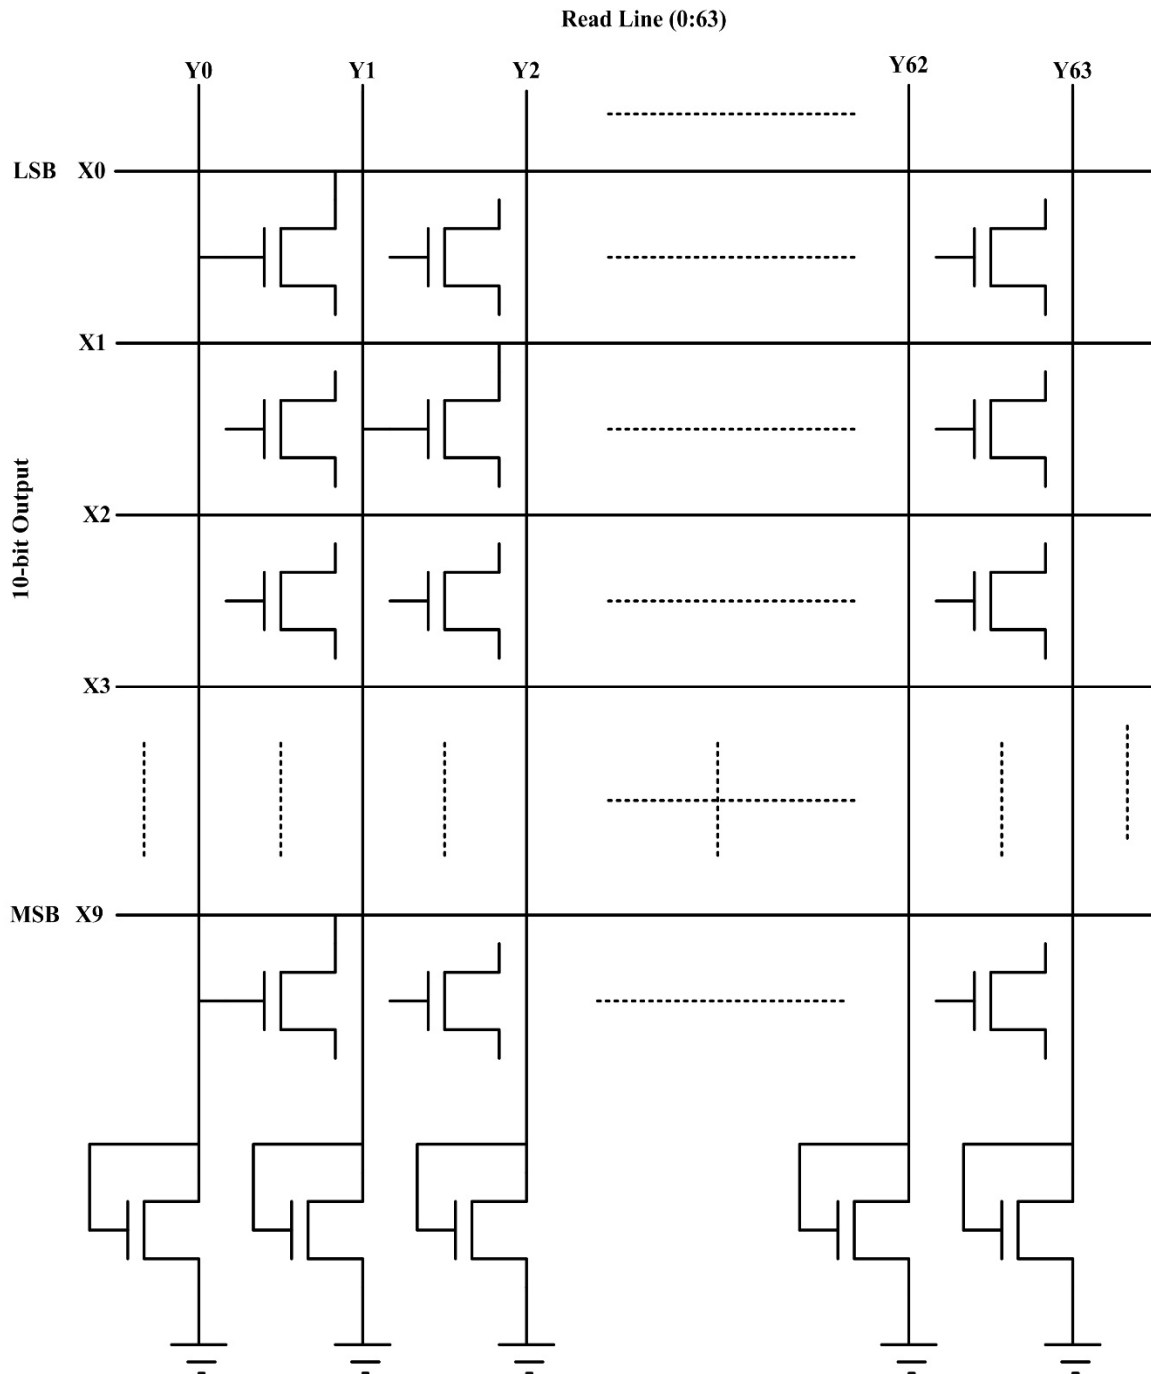 Read Line (0:63)
Y0 Y1 Y2 Y62 Y63
LSB X0
X1
10-bit Output
X2
X3
MSB X9